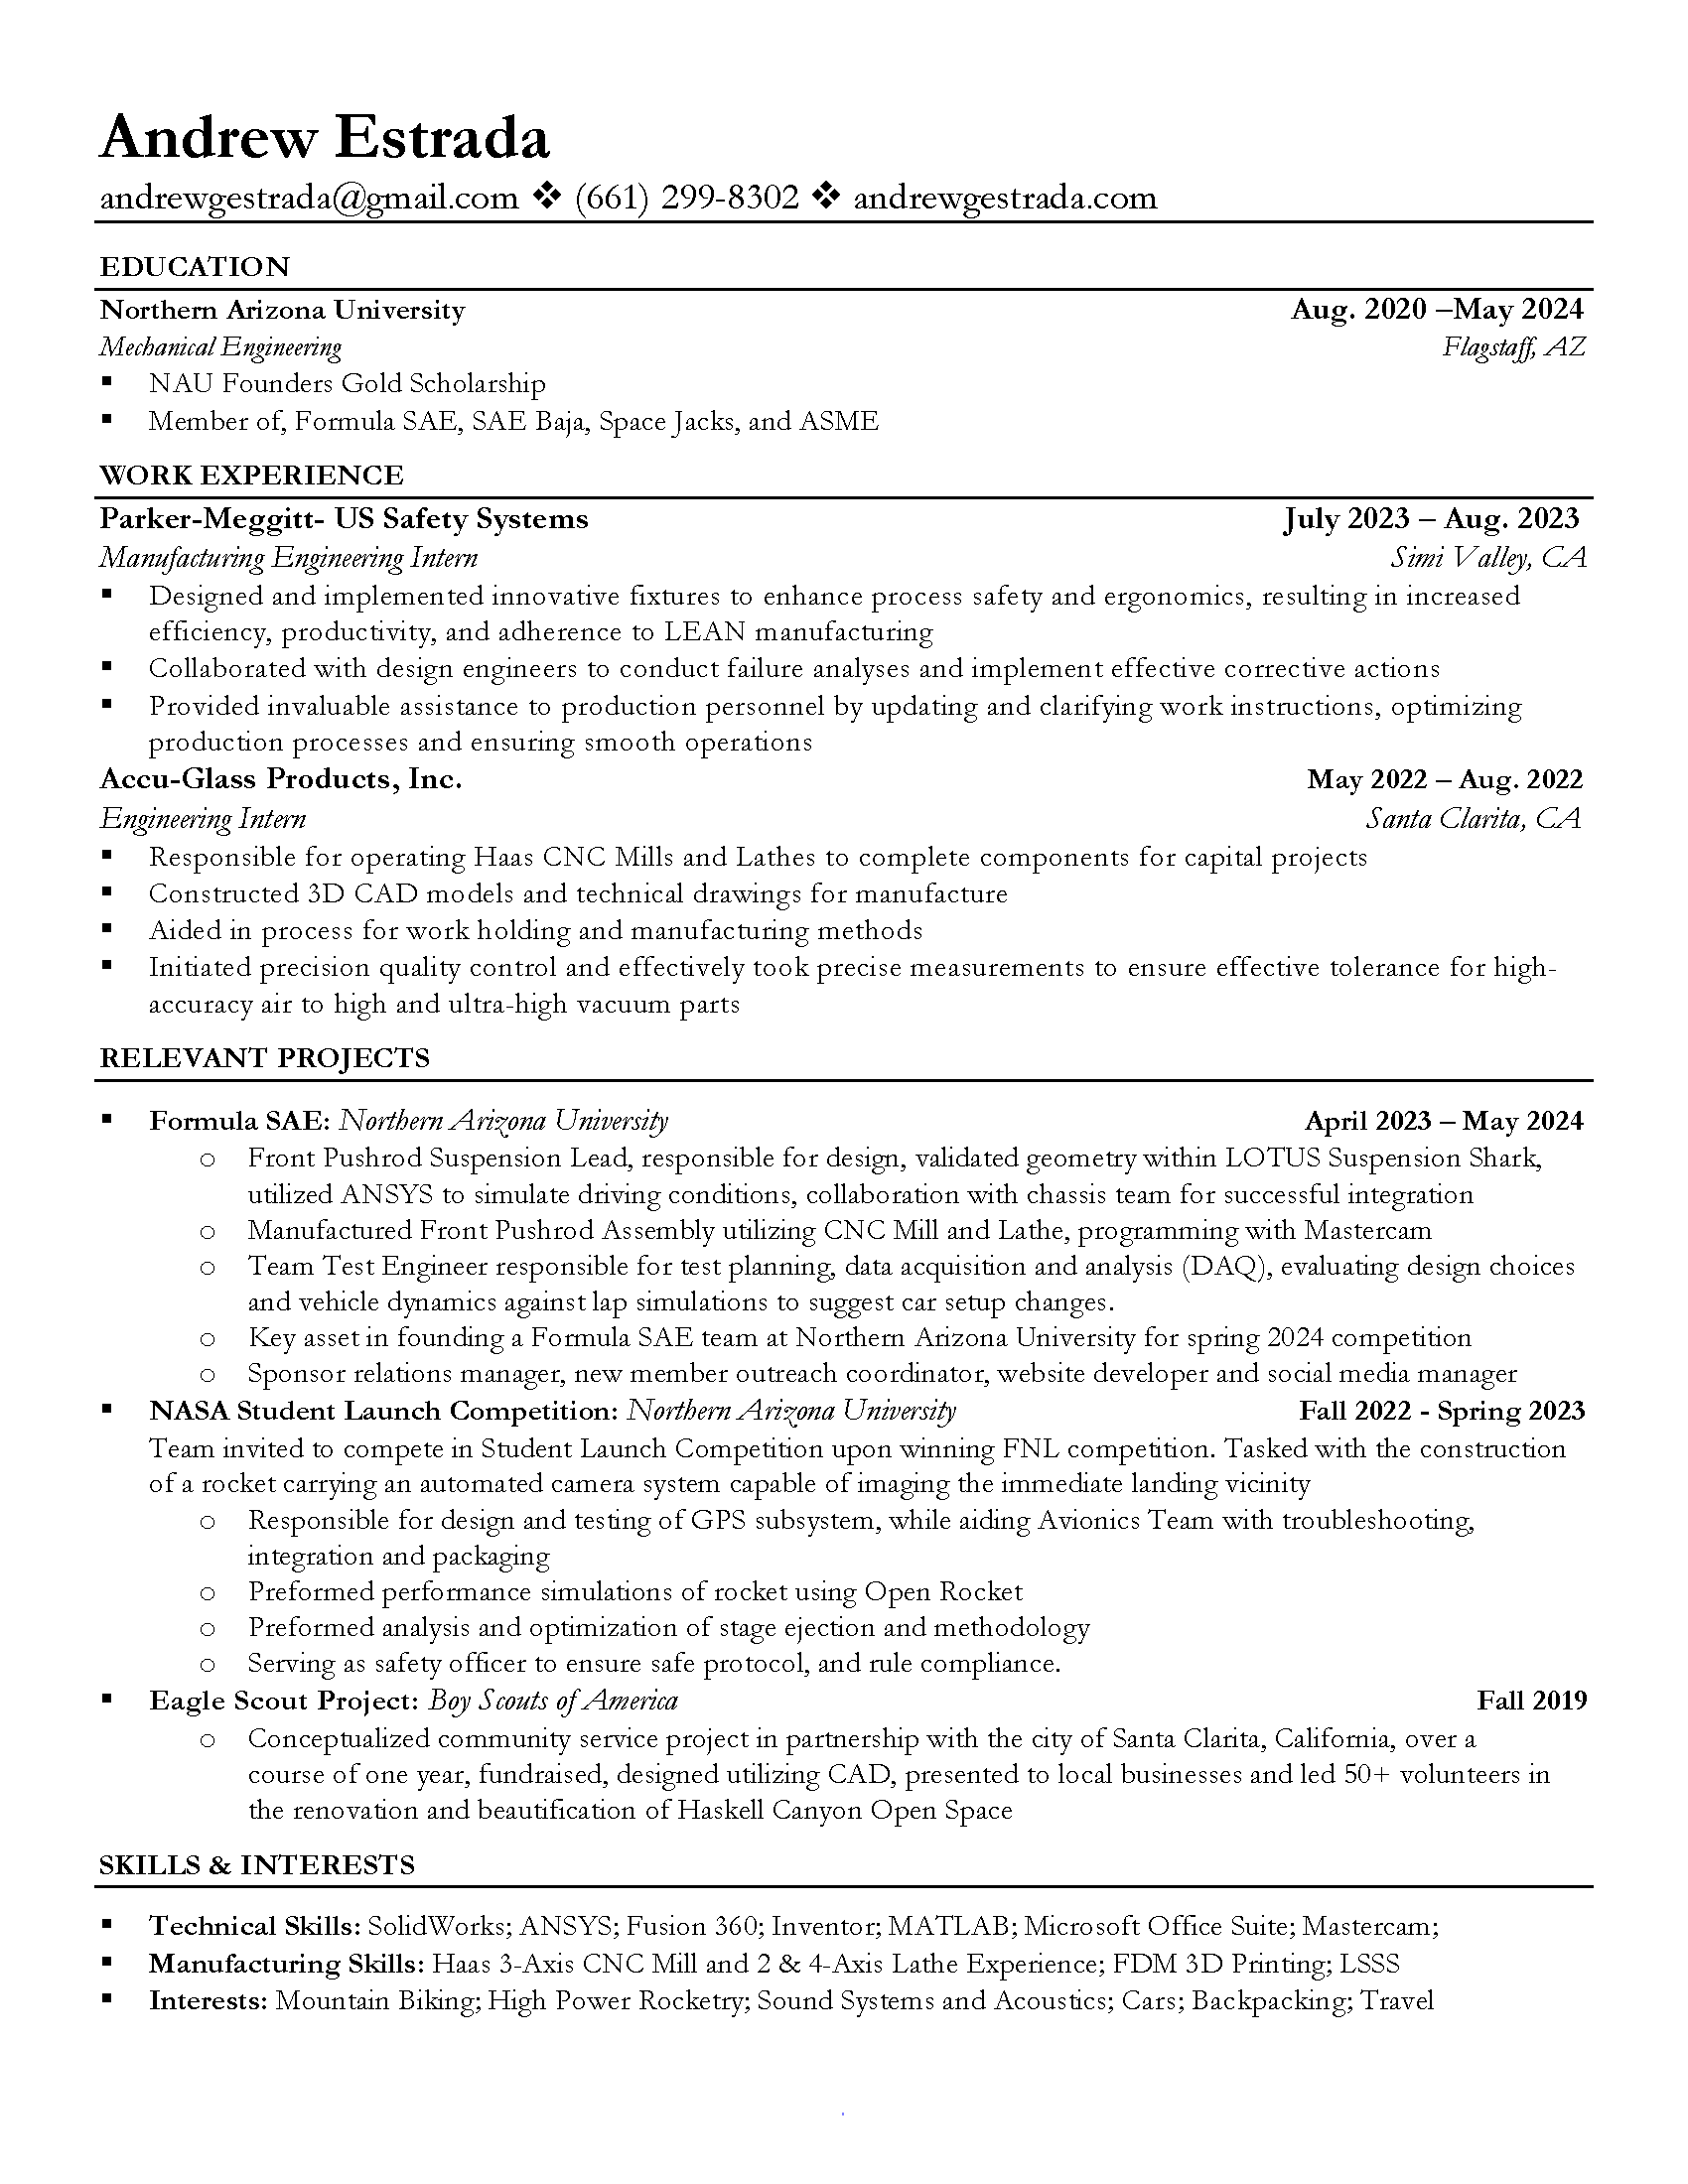 Andrew Estrada
andrewgestrada@gmail.com ❖ (661) 299-8302 ❖ andrewgestrada.com
EDUCATION
Northern Arizona University Aug. 2020 –May 2024
Mechanical Engineering Flagstaff, AZ
▪ NAU Founders Gold Scholarship
▪ Member of, Formula SAE, SAE Baja, Space Jacks, and ASME
WORK EXPERIENCE
Parker-Meggitt- US Safety Systems July 2023 – Aug. 2023
Manufacturing Engineering Intern Simi Valley, CA
▪ Designed and implemented innovative fixtures to enhance process safety and ergonomics, resulting in increased
efficiency, productivity, and adherence to LEAN manufacturing
▪ Collaborated with design engineers to conduct failure analyses and implement effective corrective actions
▪ Provided invaluable assistance to production personnel by updating and clarifying work instructions, optimizing
production processes and ensuring smooth operations
Accu-Glass Products, Inc. May 2022 – Aug. 2022
Engineering Intern Santa Clarita, CA
▪ Responsible for operating Haas CNC Mills and Lathes to complete components for capital projects
▪ Constructed 3D CAD models and technical drawings for manufacture
▪ Aided in process for work holding and manufacturing methods
▪ Initiated precision quality control and effectively took precise measurements to ensure effective tolerance for high-
accuracy air to high and ultra-high vacuum parts
RELEVANT PROJECTS
▪ Formula SAE: Northern Arizona University April 2023 – May 2024
o Front Pushrod Suspension Lead, responsible for design, validated geometry within LOTUS Suspension Shark,
utilized ANSYS to simulate driving conditions, collaboration with chassis team for successful integration
o Manufactured Front Pushrod Assembly utilizing CNC Mill and Lathe, programming with Mastercam
o Team Test Engineer responsible for test planning, data acquisition and analysis (DAQ), evaluating design choices
and vehicle dynamics against lap simulations to suggest car setup changes.
o Key asset in founding a Formula SAE team at Northern Arizona University for spring 2024 competition
o Sponsor relations manager, new member outreach coordinator, website developer and social media manager
▪ NASA Student Launch Competition: Northern Arizona University Fall 2022 - Spring 2023
Team invited to compete in Student Launch Competition upon winning FNL competition. Tasked with the construction
of a rocket carrying an automated camera system capable of imaging the immediate landing vicinity
o Responsible for design and testing of GPS subsystem, while aiding Avionics Team with troubleshooting,
integration and packaging
o Preformed performance simulations of rocket using Open Rocket
o Preformed analysis and optimization of stage ejection and methodology
o Serving as safety officer to ensure safe protocol, and rule compliance.
▪ Eagle Scout Project: Boy Scouts of America Fall 2019
o Conceptualized community service project in partnership with the city of Santa Clarita, California, over a
course of one year, fundraised, designed utilizing CAD, presented to local businesses and led 50+ volunteers in
the renovation and beautification of Haskell Canyon Open Space
SKILLS & INTERESTS
▪ Technical Skills: SolidWorks; ANSYS; Fusion 360; Inventor; MATLAB; Microsoft Office Suite; Mastercam;
▪ Manufacturing Skills: Haas 3-Axis CNC Mill and 2 & 4-Axis Lathe Experience; FDM 3D Printing; LSSS
▪ Interests: Mountain Biking; High Power Rocketry; Sound Systems and Acoustics; Cars; Backpacking; Travel